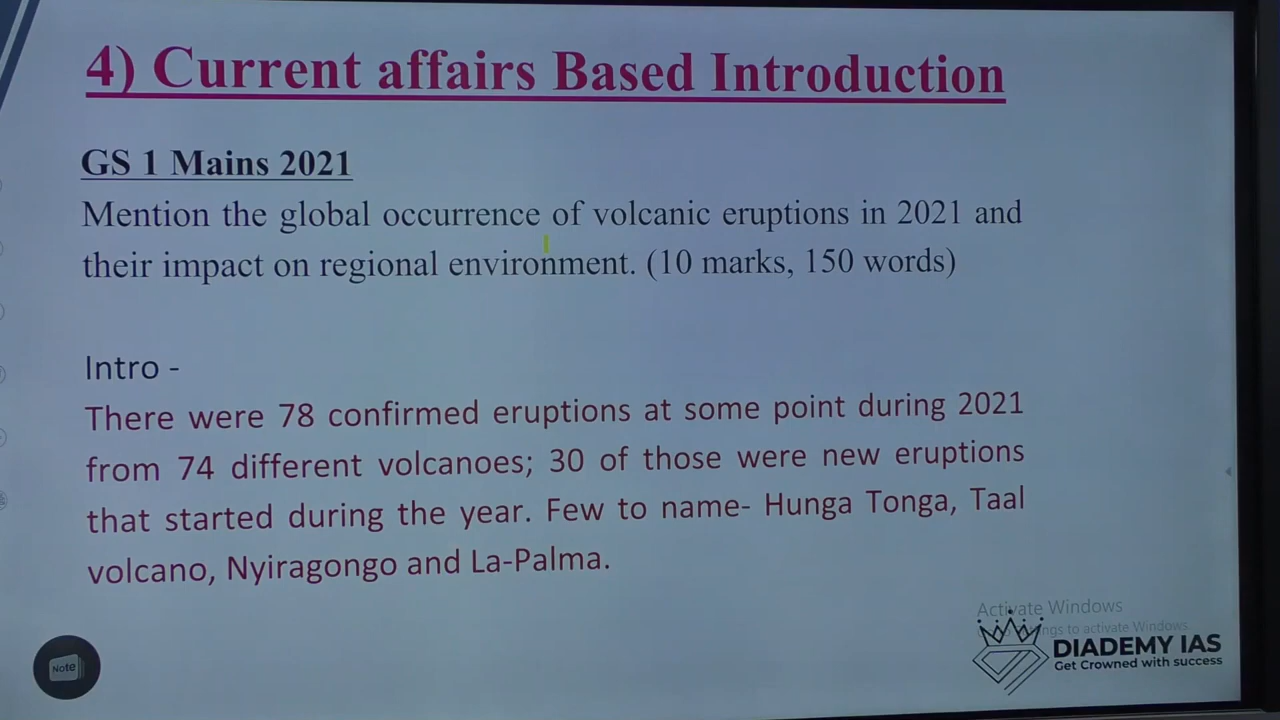 4) Current affairs Based Introduction
GS 1 Mains 2021
Mention the global occurrence of volcanic eruptions in 2021 and
their impact on regional environment. (10 marks, 150 words)
Intro -
There were 78 confirmed eruptions at some point during 2021
from 74 different volcanoes; 30 of those were new eruptions
that started during the year. Few to name- Hunga Tonga, Taal
volcano, Nyiragongo and La-Palma.
Activate Windows
to activate Windows.
DIADEMY IAS
Get Crowned with success
Note